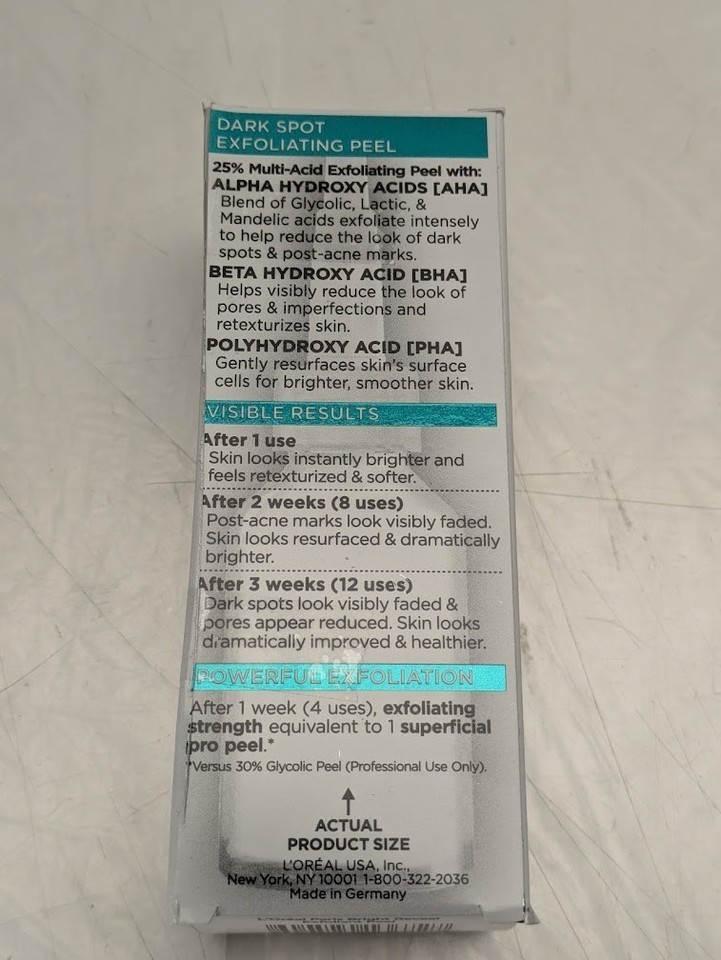 DARK SPOT
EXFOLIATING PEEL
25% Multi-Acid Exfoliating Peel with:
ALPHA HYDROXY ACIDS [AHA]
Blend of Glycolic, Lactic, &
Mandelic acids exfoliate intensely
to help reduce the look of dark
spots & post-acne marks.
BETA HYDROXY ACID [BHA]
Helps visibly reduce the look of
pores & imperfections and
retexturizes skin.
POLYHYDROXY ACID [PHA]
Gently resurfaces skin's surface
cells for brighter, smoother skin.
VISIBLE RESULTS
After 1 use
Skin looks instantly brighter and
feels retexturized & softer.
After 2 weeks (8 uses)
Post-acne marks look visibly faded.
Skin looks resurfaced & dramatically
brighter.
After 3 weeks (12 uses)
Dark spots look visibly faded &
pores appear reduced. Skin looks
dramatically improved & healthier.
POWERFUL EXFOLIATION
After 1 week (4 uses), exfoliating
strength equivalent to 1 superficial
pro peel.*
*Versus 30% Glycolic Peel (Professional Use Only).
ACTUAL
PRODUCT SIZE
L'ORÉAL USA, Inc.,
New York, NY 10001 1-800-322-2036
Made in Germany
L'Oréal Paris Bright Reveal